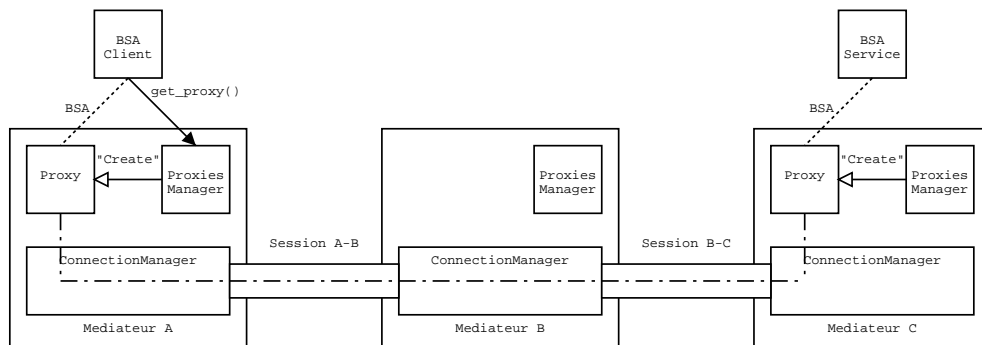 BSA
Client
BSA
Service
get_proxy()
BSA
BSA
"Create"
Proxy
Proxies
Manager
Proxies
Manager
"Create"
Proxy
Proxies
Manager
Session A-B
Session B-C
ConnectionManager
ConnectionManager
ConnectionManager
Mediateur A
Mediateur B
Mediateur C